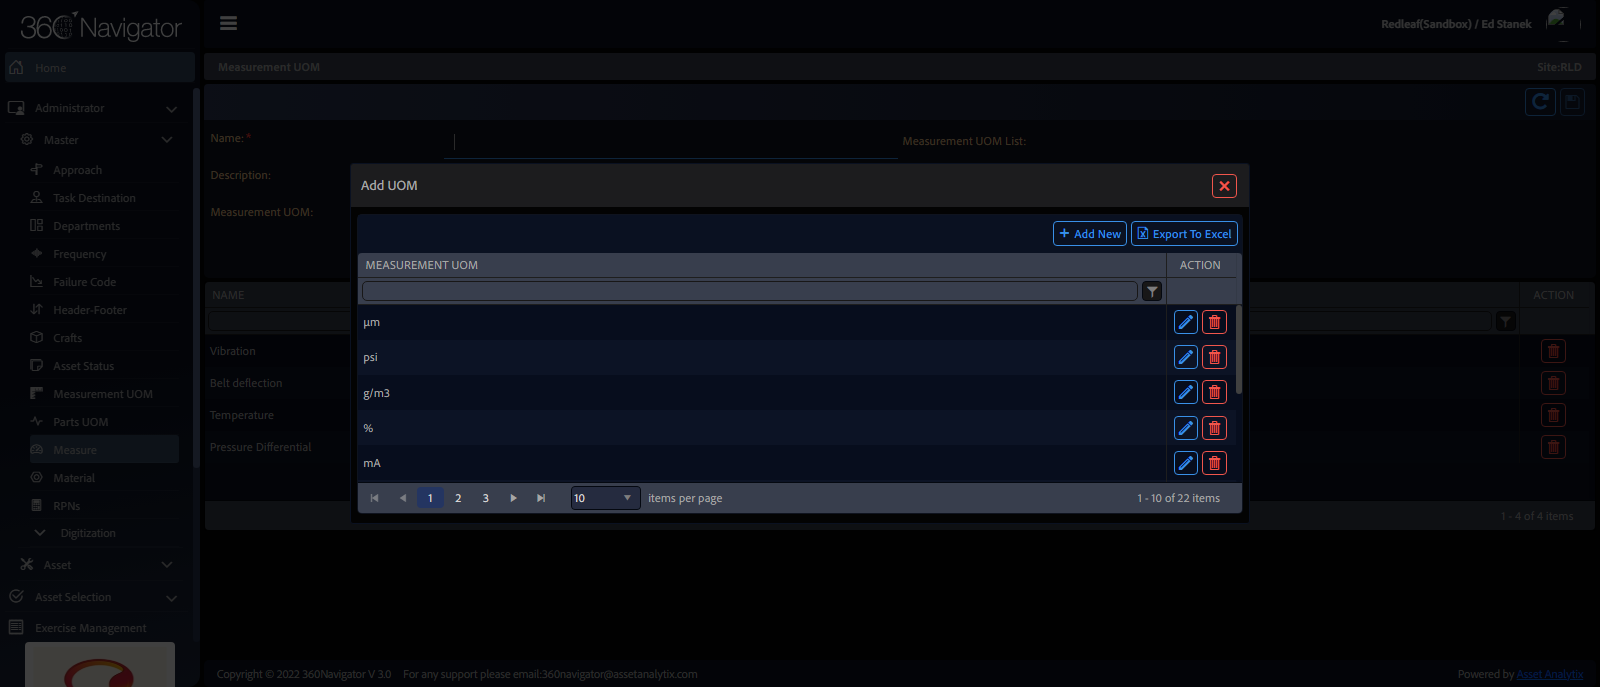 360 Navigator
Redleaf(Sandbox) / Ed Stanek
Home
Measurement UOM
Site:RLD
Administrator
Master
Approach
Task Destination
Departments
Frequency
Failure Code
Header-Footer
Crafts
Asset Status
Measurement UOM
Parts UOM
Measure
Material
RPNs
Digitization
Asset
Asset Selection
Exercise Management
Name: *
Measurement UOM List:
Description:
Measurement UOM:
NAME
ACTION
Vibration
Belt deflection
Temperature
Pressure Differential
1 - 4 of 4 items
Add UOM
Add New
Export To Excel
MEASUREMENT UOM
ACTION
µm
psi
g/m3
%
mA
1 2 3 10 items per page
1 - 10 of 22 items
Copyright © 2022 360Navigator V 3.0 For any support please email:360navigator@assetanalytix.com
Powered by Asset Analytix